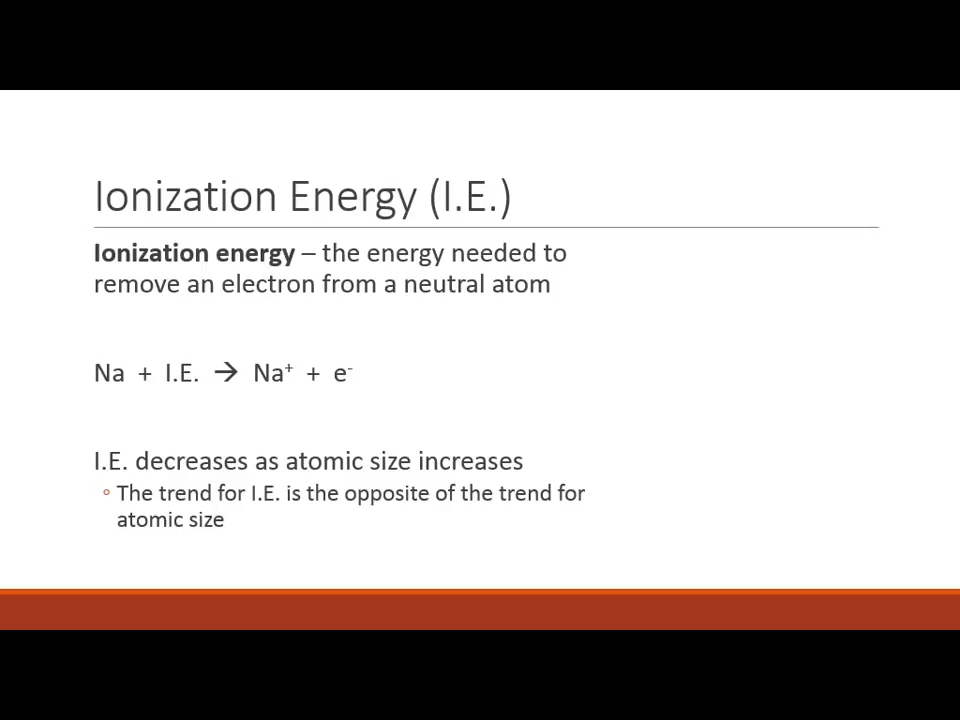 Ionization Energy (I.E.)
Ionization energy – the energy needed to
remove an electron from a neutral atom
Na + I.E. → Na⁺ + e⁻
I.E. decreases as atomic size increases
◦ The trend for I.E. is the opposite of the trend for
atomic size